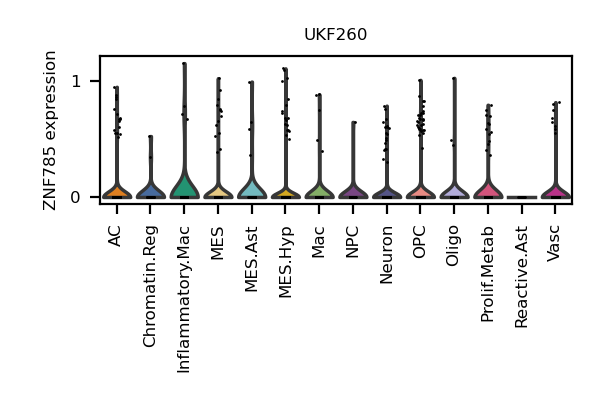 UKF260
ZNF785 expression
1
0
AC
Chromatin.Reg
Inflammatory.Mac
MES
MES.Ast
MES.Hyp
Mac
NPC
Neuron
OPC
Oligo
Prolif.Metab
Reactive.Ast
Vasc